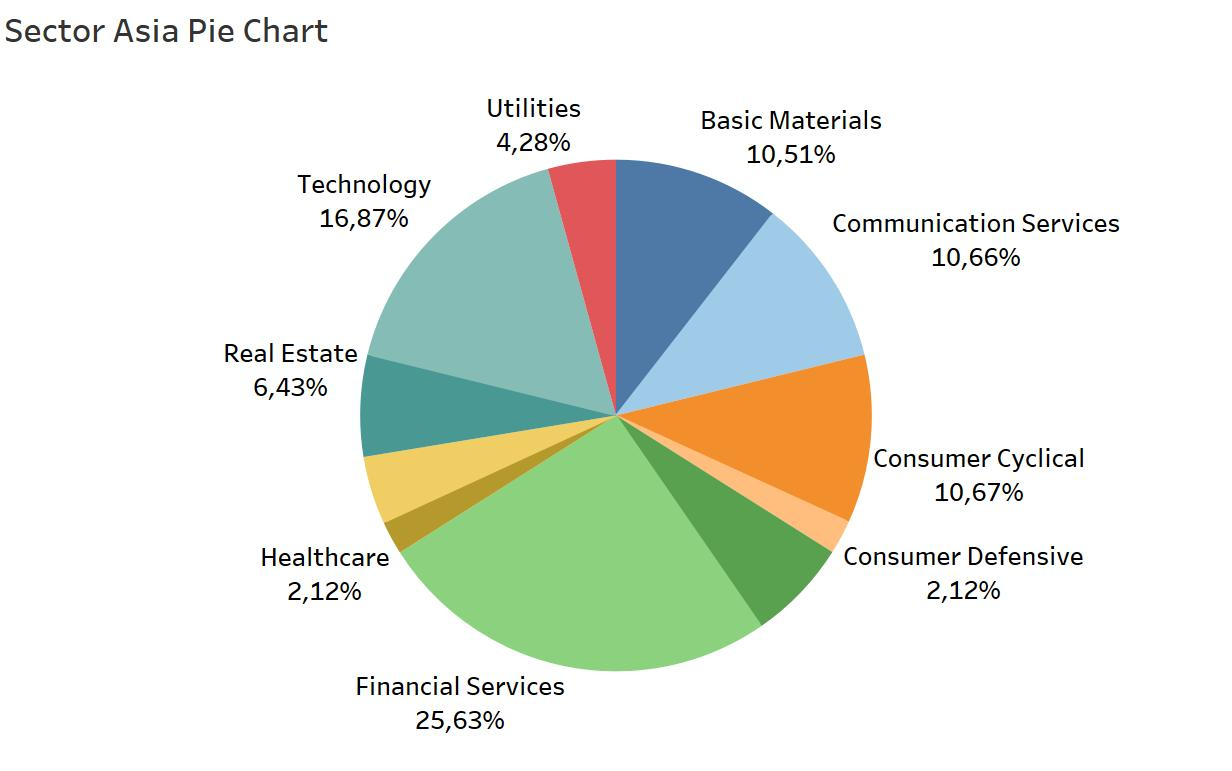 Sector Asia Pie Chart
Utilities
4,28%
Basic Materials
10,51%
Technology
16,87%
Communication Services
10,66%
Real Estate
6,43%
Consumer Cyclical
10,67%
Healthcare
2,12%
Consumer Defensive
2,12%
Financial Services
25,63%